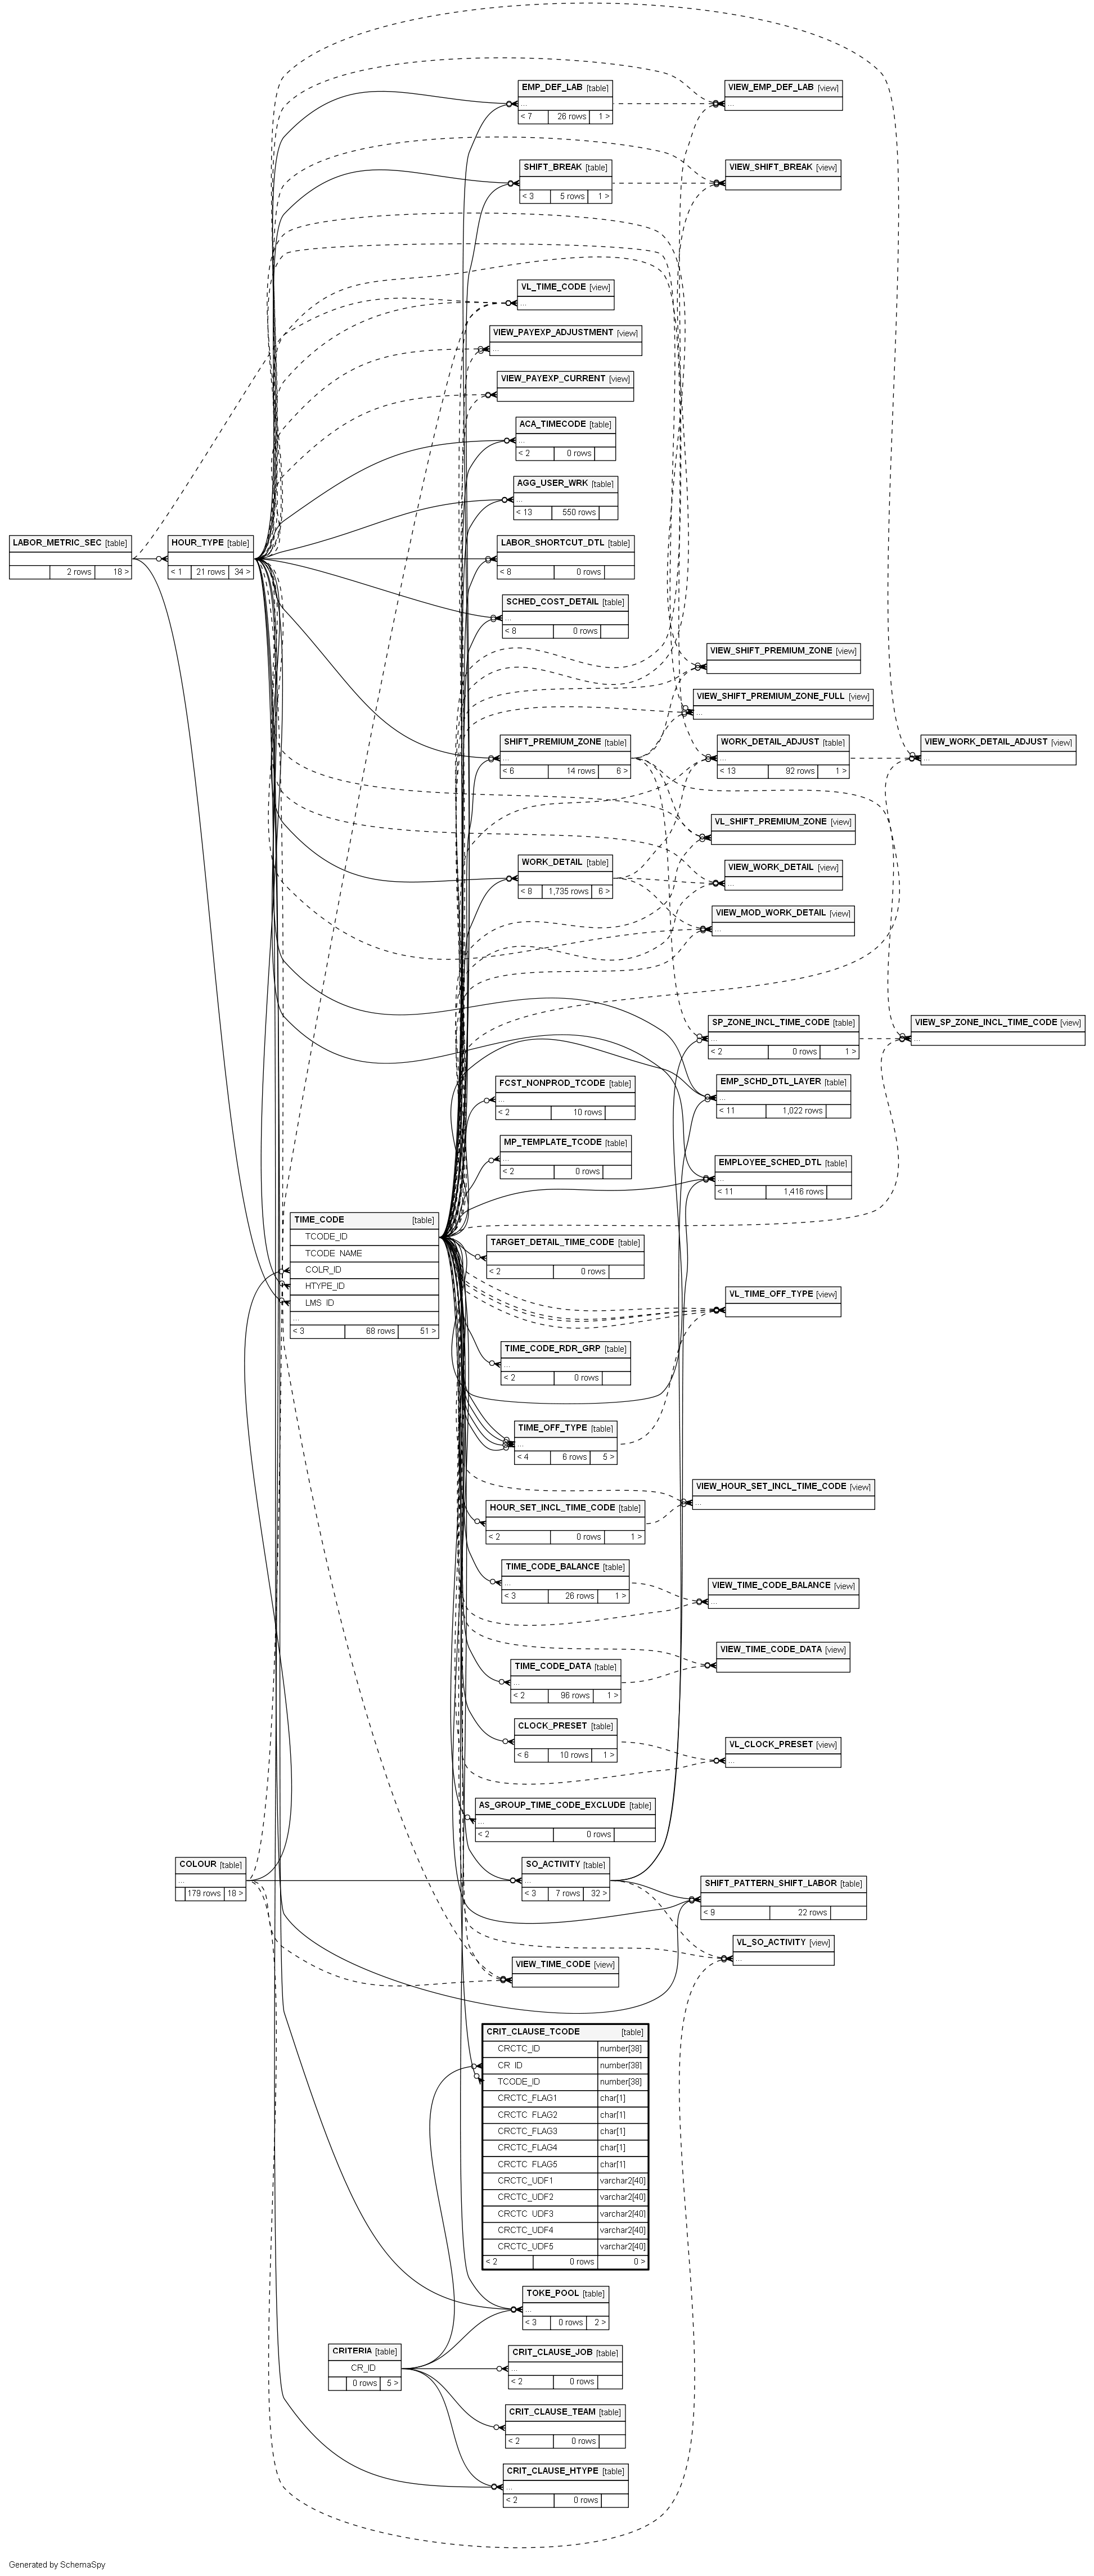 EMP_DEF_LAB [table]
...
< 7 26 rows 1 >
VIEW_EMP_DEF_LAB [view]
...
SHIFT_BREAK [table]
...
< 3 5 rows 1 >
VIEW_SHIFT_BREAK [view]
VL_TIME_CODE [view]
...
VIEW_PAYEXP_ADJUSTMENT [view]
...
VIEW_PAYEXP_CURRENT [view]
ACA_TIMECODE [table]
...
< 2 0 rows
AGG_USER_WRK [table]
...
< 13 550 rows
LABOR_METRIC_SEC [table]
2 rows 18 >
HOUR_TYPE [table]
< 1 21 rows 34 >
LABOR_SHORTCUT_DTL [table]
< 8 0 rows
SCHED_COST_DETAIL [table]
...
< 8 0 rows
VIEW_SHIFT_PREMIUM_ZONE [view]
VIEW_SHIFT_PREMIUM_ZONE_FULL [view]
...
SHIFT_PREMIUM_ZONE [table]
...
< 6 14 rows 6 >
WORK_DETAIL_ADJUST [table]
...
< 13 92 rows 1 >
VIEW_WORK_DETAIL_ADJUST [view]
...
VL_SHIFT_PREMIUM_ZONE [view]
WORK_DETAIL [table]
...
< 8 1,735 rows 6 >
VIEW_WORK_DETAIL [view]
...
VIEW_MOD_WORK_DETAIL [view]
...
SP_ZONE_INCL_TIME_CODE [table]
...
< 2 0 rows 1 >
VIEW_SP_ZONE_INCL_TIME_CODE [view]
...
FCST_NONPROD_TCODE [table]
...
< 2 10 rows
EMP_SCHD_DTL_LAYER [table]
...
< 11 1,022 rows
MP_TEMPLATE_TCODE [table]
...
< 2 0 rows
EMPLOYEE_SCHED_DTL [table]
...
< 11 1,416 rows
TIME_CODE [table]
TCODE_ID
TCODE_NAME
COLR_ID
HTYPE_ID
LMS_ID
...
< 3 68 rows 51 >
TARGET_DETAIL_TIME_CODE [table]
< 2 0 rows
VL_TIME_OFF_TYPE [view]
TIME_CODE_RDR_GRP [table]
...
< 2 0 rows
TIME_OFF_TYPE [table]
...
< 4 6 rows 5 >
VIEW_HOUR_SET_INCL_TIME_CODE [view]
...
HOUR_SET_INCL_TIME_CODE [table]
< 2 0 rows 1 >
TIME_CODE_BALANCE [table]
...
< 3 26 rows 1 >
VIEW_TIME_CODE_BALANCE [view]
...
VIEW_TIME_CODE_DATA [view]
TIME_CODE_DATA [table]
...
< 2 96 rows 1 >
CLOCK_PRESET [table]
...
< 6 10 rows 1 >
VL_CLOCK_PRESET [view]
...
AS_GROUP_TIME_CODE_EXCLUDE [table]
...
< 2 0 rows
COLOUR [table]
...
179 rows 18 >
SO_ACTIVITY [table]
...
< 3 7 rows 32 >
SHIFT_PATTERN_SHIFT_LABOR [table]
< 9 22 rows
VL_SO_ACTIVITY [view]
...
VIEW_TIME_CODE [view]
CRIT_CLAUSE_TCODE [table]
CRCTC_ID number[38]
CR_ID number[38]
TCODE_ID number[38]
CRCTC_FLAG1 char[1]
CRCTC_FLAG2 char[1]
CRCTC_FLAG3 char[1]
CRCTC_FLAG4 char[1]
CRCTC_FLAG5 char[1]
CRCTC_UDF1 varchar2[40]
CRCTC_UDF2 varchar2[40]
CRCTC_UDF3 varchar2[40]
CRCTC_UDF4 varchar2[40]
CRCTC_UDF5 varchar2[40]
< 2 0 rows 0 >
TOKE_POOL [table]
...
< 3 0 rows 2 >
CRITERIA [table]
CR_ID
0 rows 5 >
CRIT_CLAUSE_JOB [table]
...
< 2 0 rows
CRIT_CLAUSE_TEAM [table]
< 2 0 rows
CRIT_CLAUSE_HTYPE [table]
...
< 2 0 rows
Generated by SchemaSpy